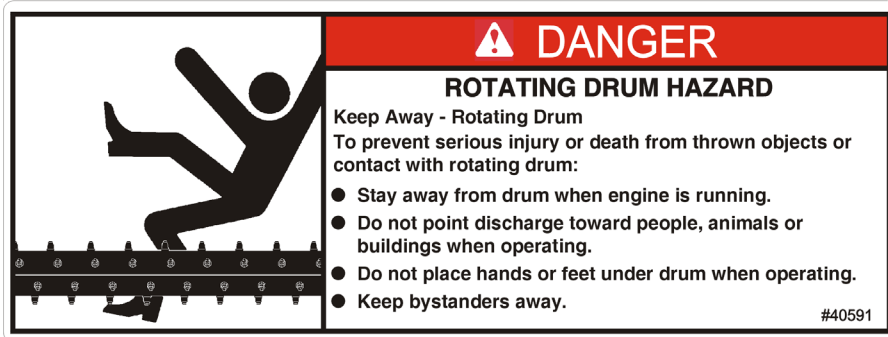 DANGER
ROTATING DRUM HAZARD
Keep Away - Rotating Drum
To prevent serious injury or death from thrown objects or
contact with rotating drum:
● Stay away from drum when engine is running.
● Do not point discharge toward people, animals or
buildings when operating.
● Do not place hands or feet under drum when operating.
● Keep bystanders away.
#40591